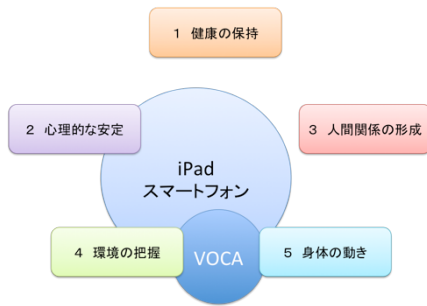 1 健康の保持
2 心理的な安定
3 人間関係の形成
iPad
スマートフォン
4 環境の把握
VOCA
5 身体の動き